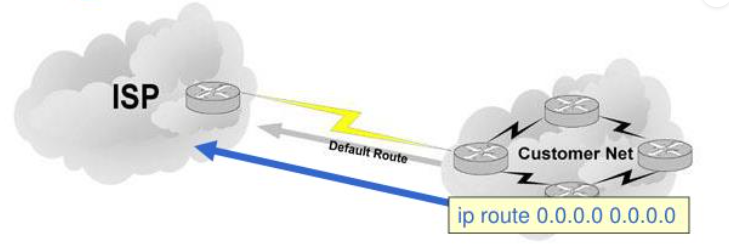 ISP
Default Route
Customer Net
ip route 0.0.0.0 0.0.0.0